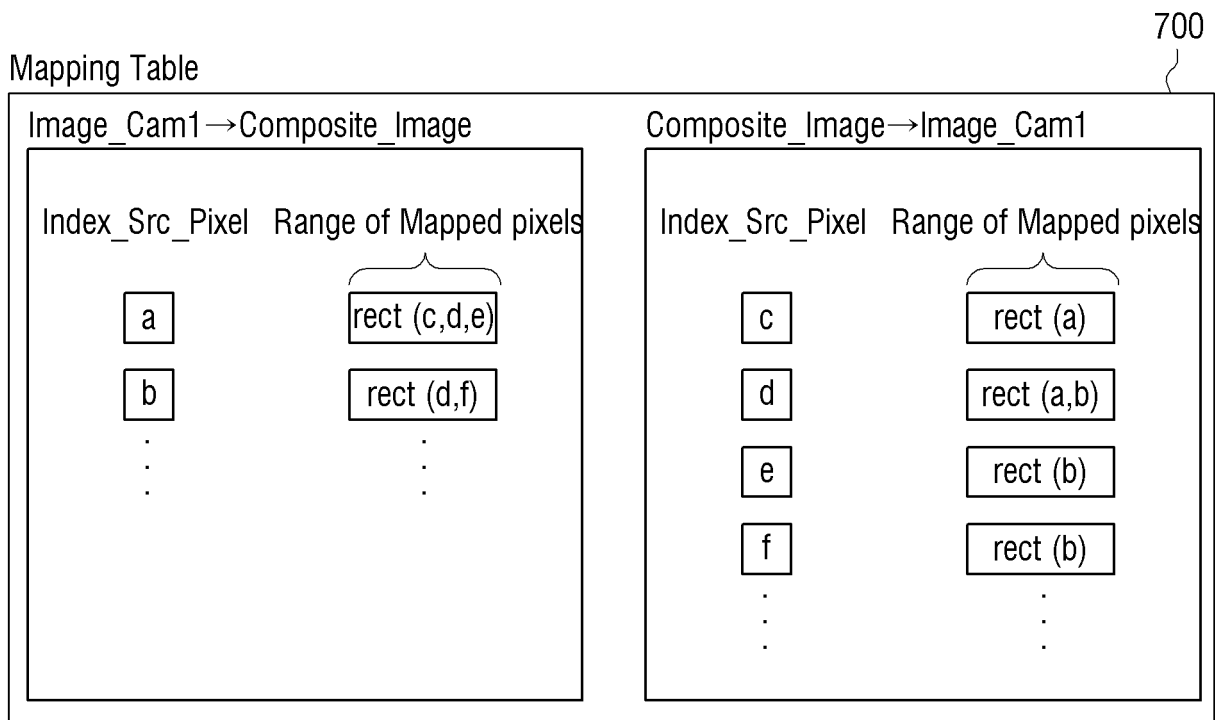 700
Mapping Table
Image_Cam1→Composite_Image
Index_Src_Pixel Range of Mapped pixels
a rect (c,d,e)
b rect (d,f)
Composite_Image→Image_Cam1
Index_Src_Pixel Range of Mapped pixels
c rect (a)
d rect (a,b)
e rect (b)
f rect (b)